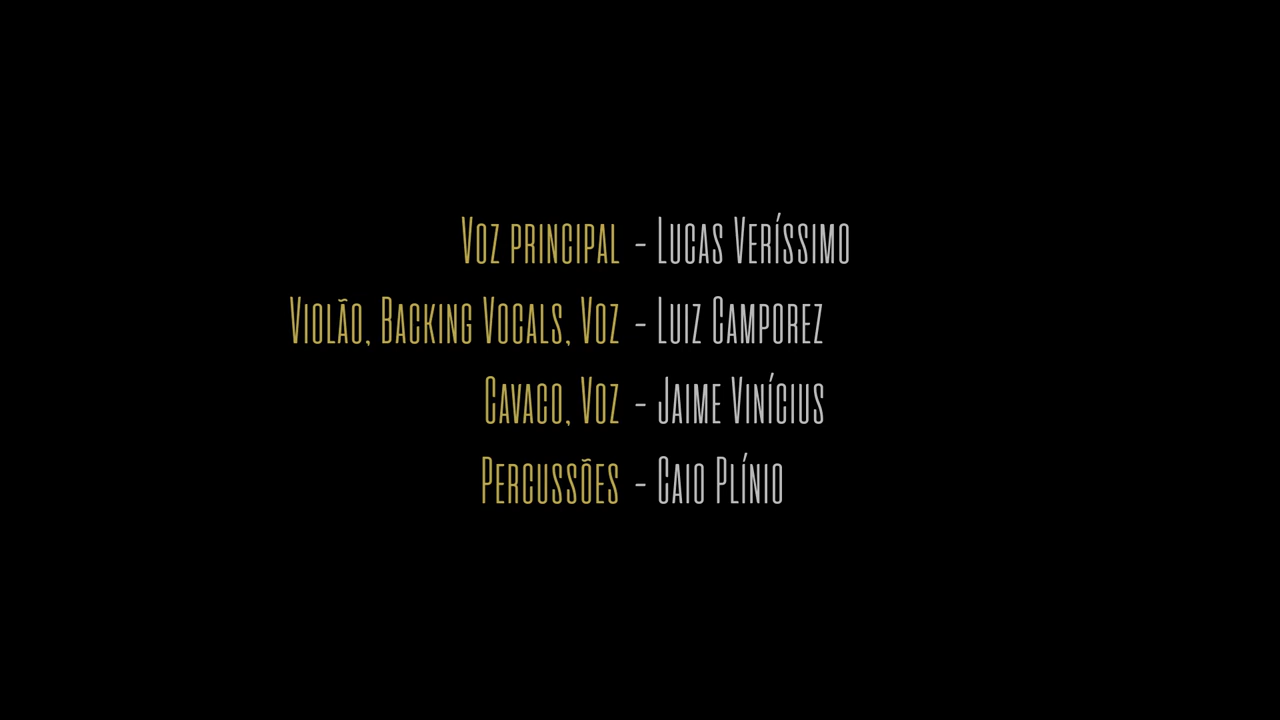 Voz principal - Lucas Veríssimo
Violão, Backing Vocals, Voz - Luiz Camporez
Cavaco, Voz - Jaime Vinícius
Percussões - Caio Plínio